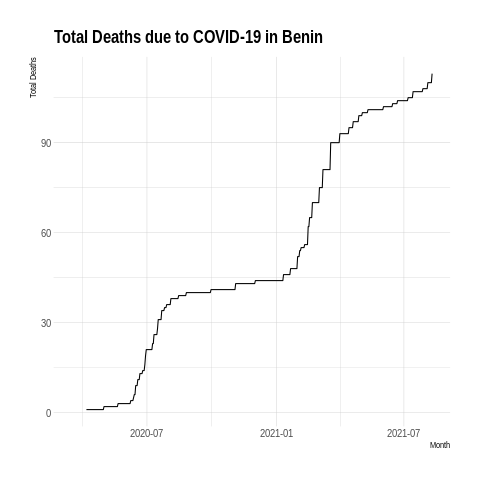 Total Deaths due to COVID-19 in Benin
Total Deaths
90
60
30
0
2020-07 2021-01 2021-07
Month